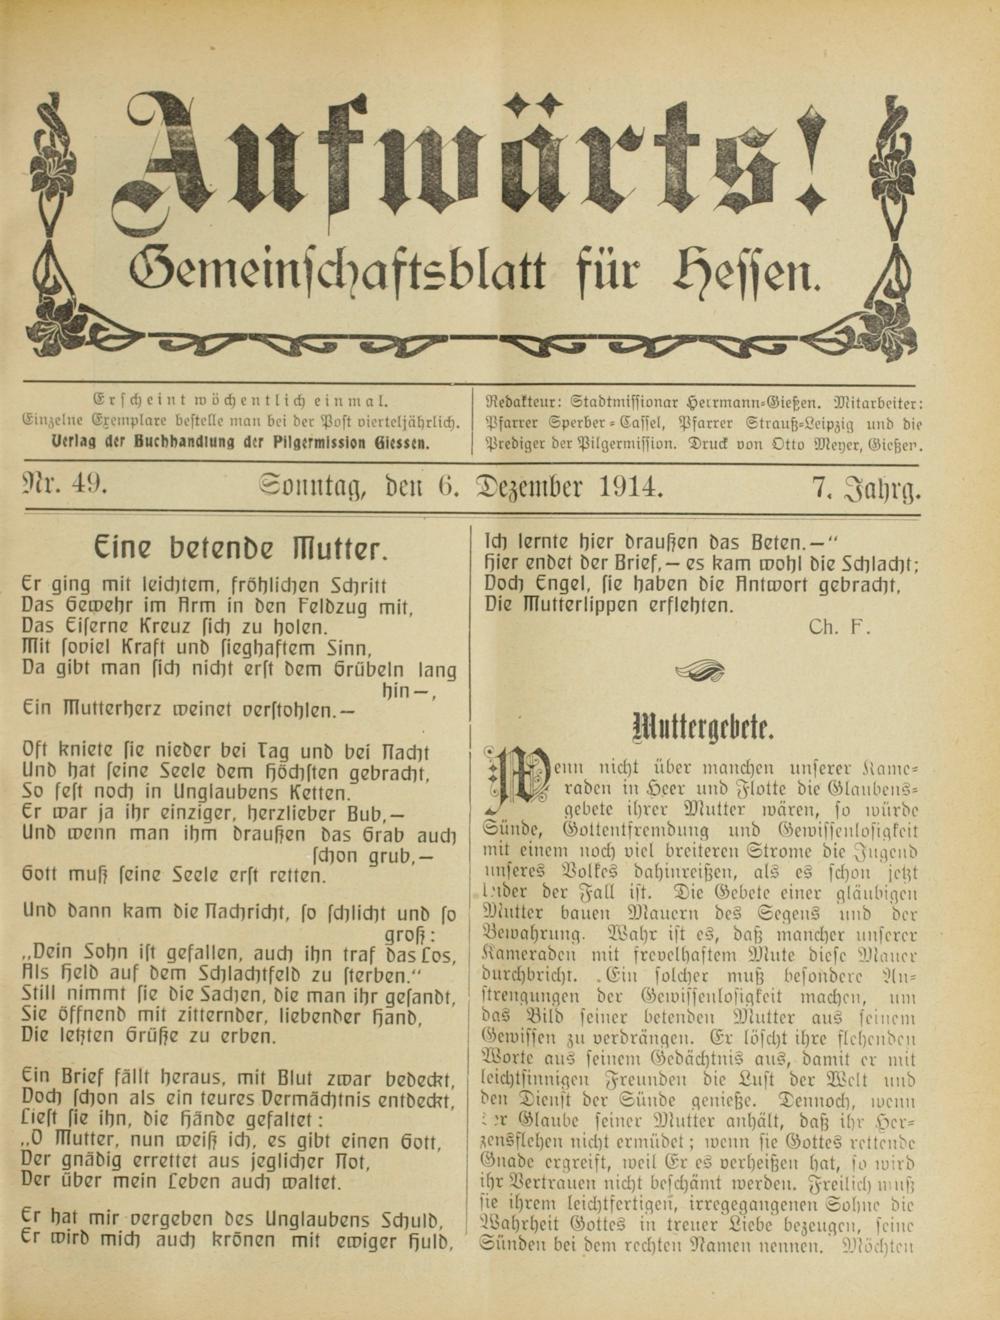 Aufwärts!
Gemeinschaftsblatt für Hessen.
Erscheint wöchentlich einmal.
Einzelne Exemplare bestelle man bei der Post vierteljährlich.
Verlag der Buchhandlung der Pilgermission Giessen.
Redakteur: Stadtmissionar Herrmann-Gießen. Mitarbeiter:
Pfarrer Sperber-Cassel, Pfarrer Strauß-Leipzig und die
Prediger der Pilgermission. Druck von Otto Meyer, Gießen.
Nr. 49. Sonntag, den 6. Dezember 1914. 7. Jahrg.
Eine betende Mutter.
Er ging mit leichtem, fröhlichen Schritt
Das Gewehr im Arm in den Feldzug mit,
Das Eiserne Kreuz sich zu holen.
Mit soviel Kraft und sieghaftem Sinn,
Da gibt man sich nicht erst dem Grübeln lang
hin—,
Ein Mutterherz weinet verstohlen.—
Oft kniete sie nieder bei Tag und bei Nacht
Und hat seine Seele dem Höchsten gebracht,
So fest noch in Unglaubens Ketten.
Er war ja ihr einziger, herzlieber Bub,—
Und wenn man ihm draußen das Grab auch
schon grub,—
Gott muß seine Seele erst retten.
Und dann kam die Nachricht, so schlicht und so
groß:
„Dein Sohn ist gefallen, auch ihn traf das Los,
Als Held auf dem Schlachtfeld zu sterben.“
Still nimmt sie die Sachen, die man ihr gesandt,
Sie öffnend mit zitternder, liebender Hand,
Die letzten Grüße zu erben.
Ein Brief fällt heraus, mit Blut zwar bedeckt,
Doch schon als ein teures Vermächtnis entdeckt,
Liest sie ihn, die Hände gefaltet:
„O Mutter, nun weiß ich, es gibt einen Gott,
Der gnädig errettet aus jeglicher Not,
Der über mein Leben auch waltet.
Er hat mir vergeben des Unglaubens Schuld,
Er wird mich auch krönen mit ewiger Huld,
Ich lernte hier draußen das Beten.—“
Hier endet der Brief,— es kam wohl die Schlacht;
Doch Engel, sie haben die Antwort gebracht,
Die Mutterlippen erflehten.
Ch. F.
Muttergebete.
Wenn nicht über manchen unserer Kame-
raden in Heer und Flotte die Glaubens-
gebete ihrer Mutter wären, so würde
Sünde, Gottentfremdung und Gewissenlosigkeit
mit einem noch viel breiteren Strome die Jugend
unseres Volkes dahinreißen, als es schon jetzt
leider der Fall ist. Die Gebete einer gläubigen
Mutter bauen Mauern des Segens und der
Bewahrung. Wahr ist es, daß mancher unserer
Kameraden mit frevelhaftem Mute diese Mauer
durchbricht. Ein solcher muß besondere An-
strengungen der Gewissenlosigkeit machen, um
das Bild seiner betenden Mutter aus seinem
Gewissen zu verdrängen. Er löscht ihre flehenden
Worte aus seinem Gedächtnis aus, damit er mit
leichtsinnigen Freunden die Lust der Welt und
den Dienst der Sünde genieße. Dennoch, wenn
der Glaube seiner Mutter anhält, daß ihr Her-
zensflehen nicht ermüdet; wenn sie Gottes rettende
Gnade ergreift, weil Er es verheißen hat, so wird
ihr Vertrauen nicht beschämt werden. Freilich muß
sie ihrem leichtfertigen, irregegangenen Sohne die
Wahrheit Gottes in treuer Liebe bezeugen, seine
Sünden bei dem rechten Namen nennen. Möchten